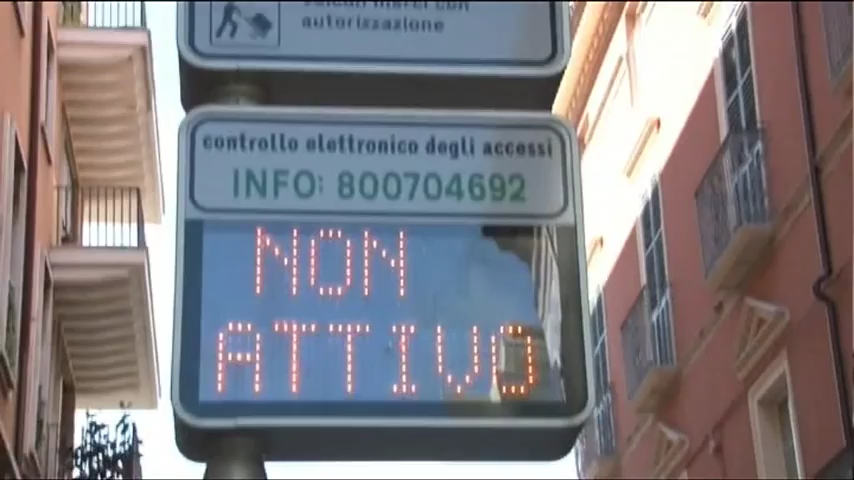 autorizzazione
controllo elettronico degli accessi
INFO: 800704692
NON
ATTIVO